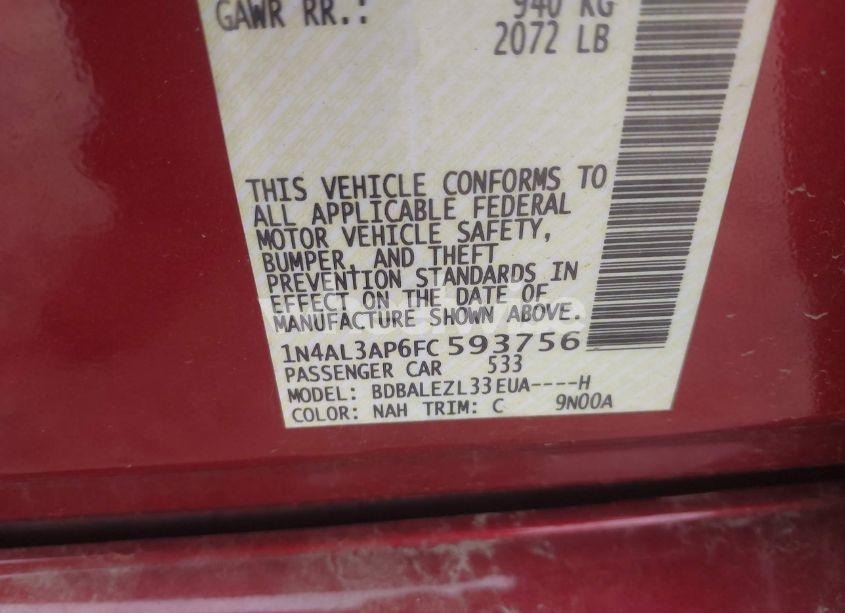 GAWR RR.: 940 KG
2072 LB
THIS VEHICLE CONFORMS TO
ALL APPLICABLE FEDERAL
MOTOR VEHICLE SAFETY,
BUMPER, AND THEFT
PREVENTION STANDARDS IN
EFFECT ON THE DATE OF
MANUFACTURE SHOWN ABOVE.
1N4AL3AP6FC593756
PASSENGER CAR 533
MODEL: BDBALEZL33EUA----H
COLOR: NAH TRIM: C 9N00A